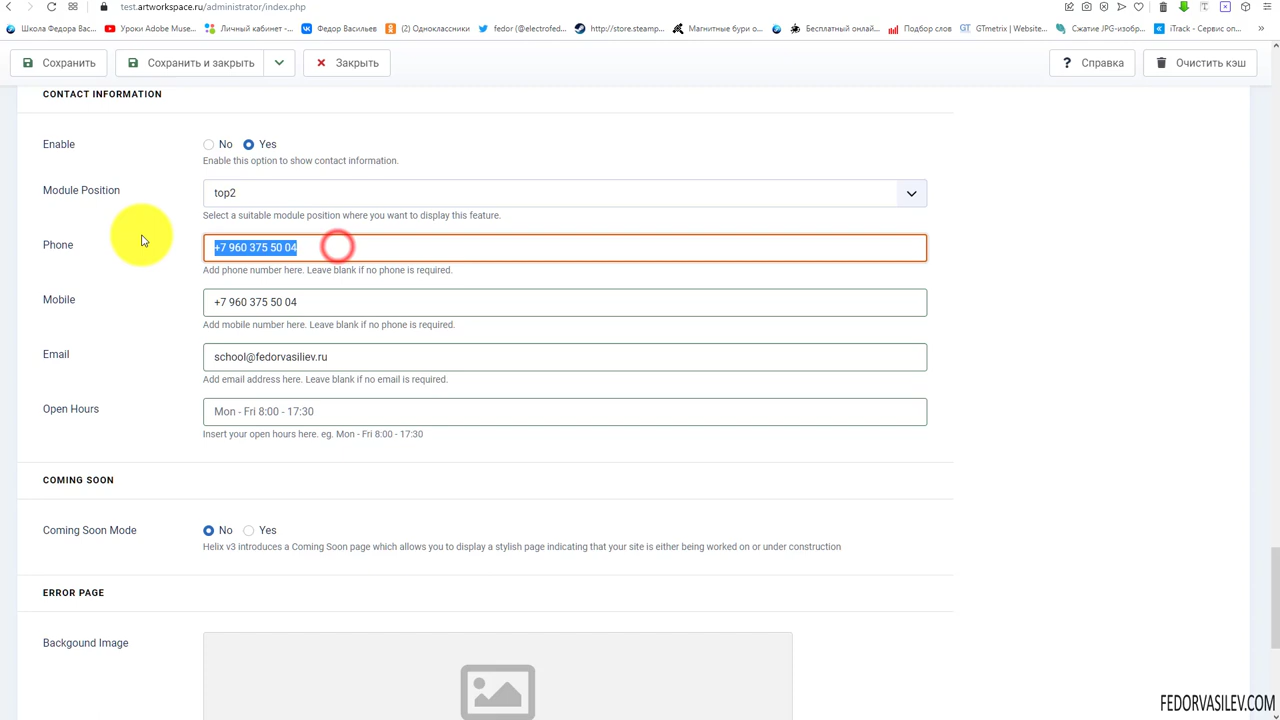 test.artworkspace.ru/administrator/index.php
Школа Федора Вас...
Уроки Adobe Muse...
Личный кабинет -...
Федор Васильев
(2) Одноклассники
fedor (@electrofed...
http://store.steamp...
Магнитные бури о...
Бесплатный онлай...
Подбор слов
GTmetrix | Website...
Сжатие JPG-изобр...
iTrack - Сервис оп...
Сохранить
Сохранить и закрыть
Закрыть
Справка
Очистить кэш
CONTACT INFORMATION
Enable
No
Yes
Enable this option to show contact information.
Module Position
top2
Select a suitable module position where you want to display this feature.
Phone
+7 960 375 50 04
Add phone number here. Leave blank if no phone is required.
Mobile
+7 960 375 50 04
Add mobile number here. Leave blank if no phone is required.
Email
school@fedorvasiliev.ru
Add email address here. Leave blank if no email is required.
Open Hours
Mon - Fri 8:00 - 17:30
Insert your open hours here. eg. Mon - Fri 8:00 - 17:30
COMING SOON
Coming Soon Mode
No
Yes
Helix v3 introduces a Coming Soon page which allows you to display a stylish page indicating that your site is either being worked on or under construction
ERROR PAGE
Backgound Image
FEDORVASILEV.COM